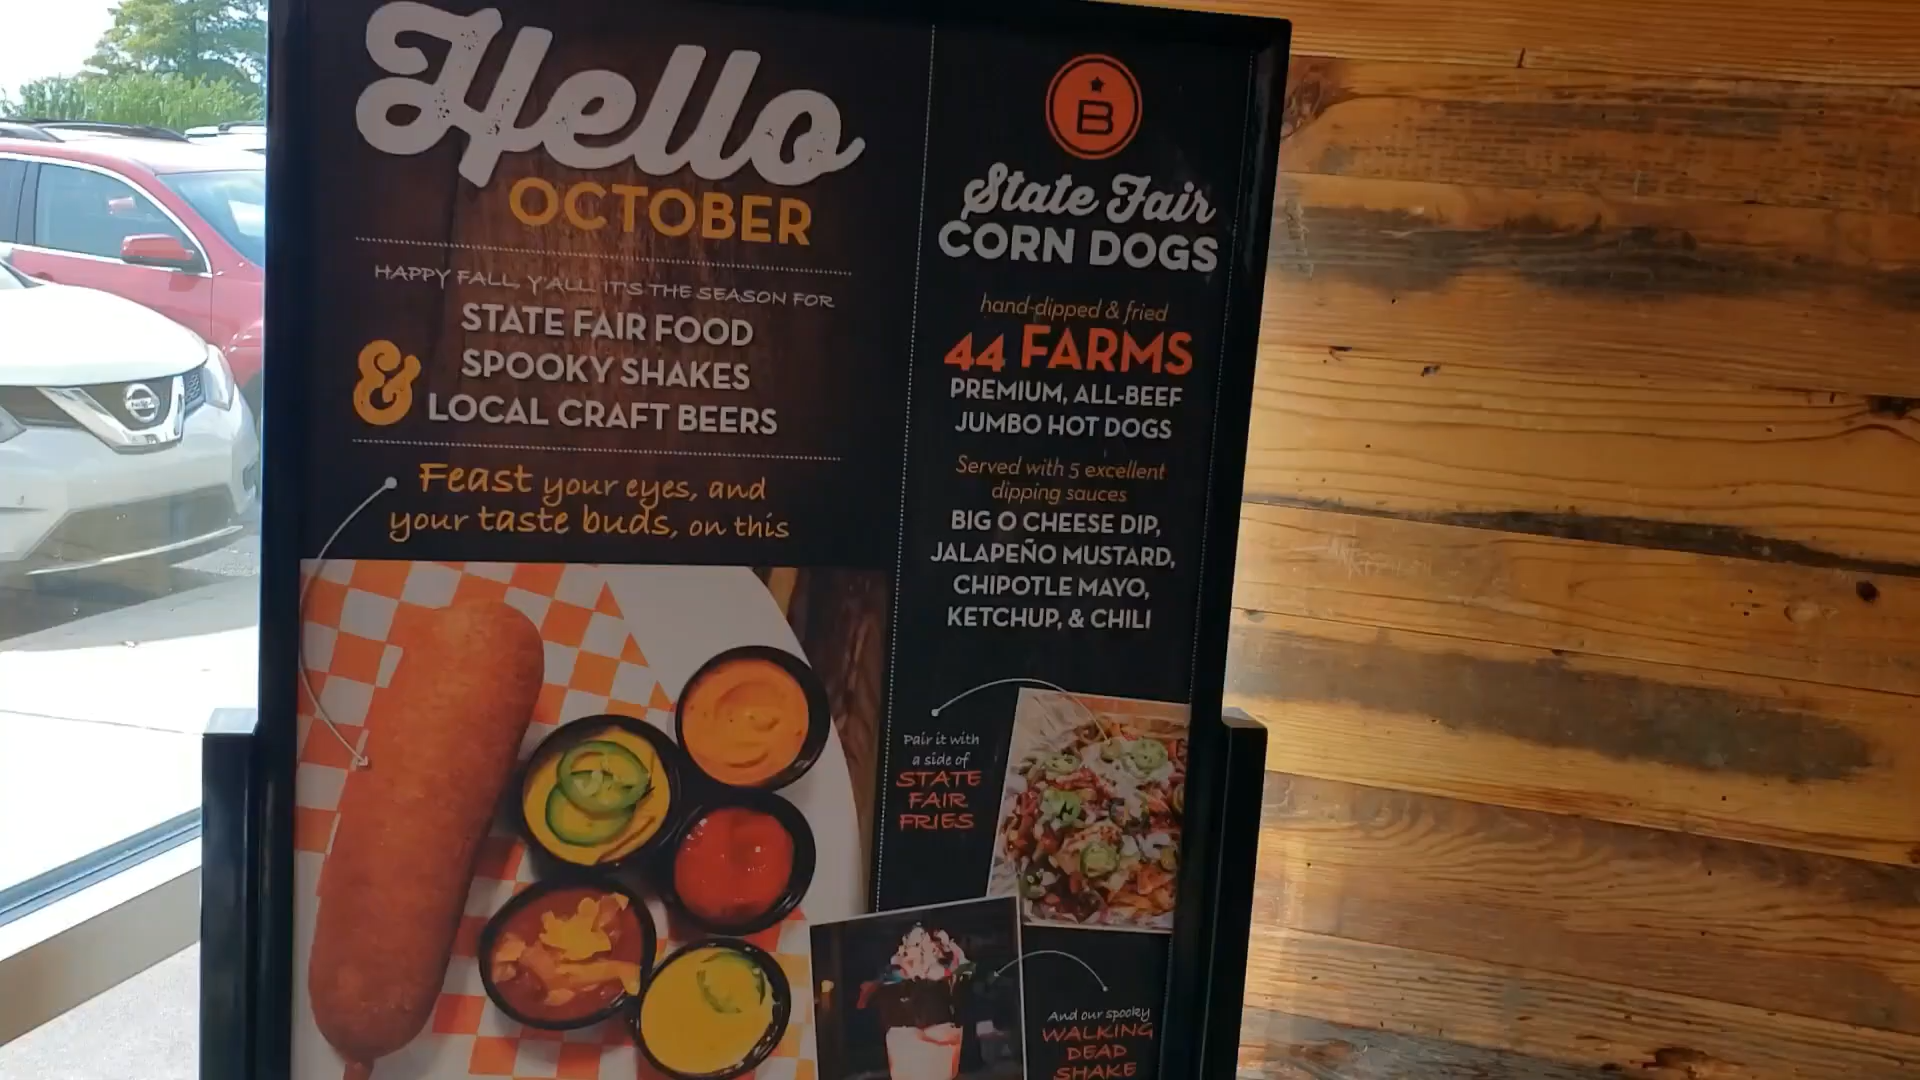 Hello
OCTOBER
HAPPY FALL, Y'ALL. IT'S THE SEASON FOR
STATE FAIR FOOD
SPOOKY SHAKES
& LOCAL CRAFT BEERS
Feast your eyes, and
your taste buds, on this
B
State Fair
CORN DOGS
hand-dipped & fried
44 FARMS
PREMIUM, ALL-BEEF
JUMBO HOT DOGS
Served with 5 excellent
dipping sauces
BIG O CHEESE DIP,
JALAPEÑO MUSTARD,
CHIPOTLE MAYO,
KETCHUP, & CHILI
Pair it with
a side of
STATE
FAIR
FRIES
And our spooky
WALKING
DEAD
SHAKE